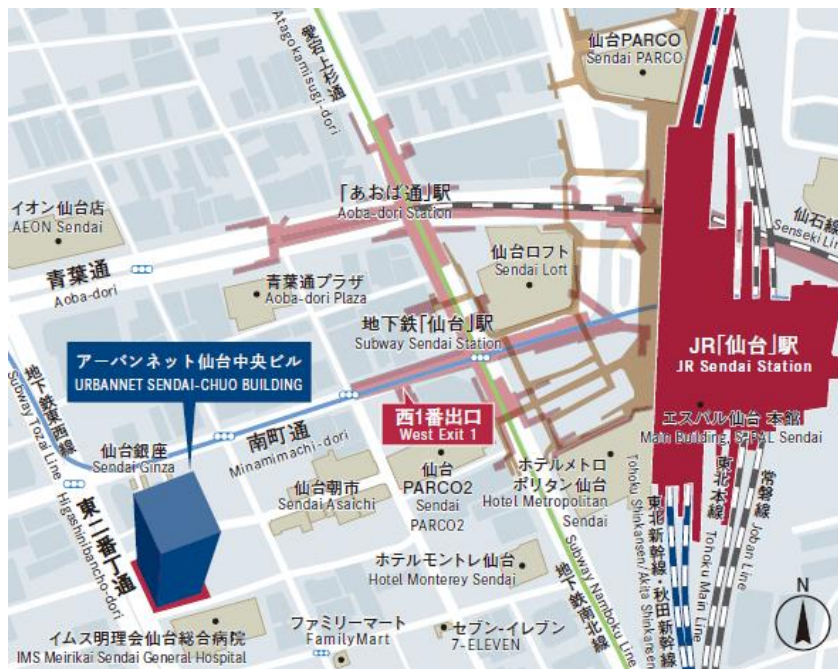 愛宕上杉通
Atagokamisugi-dori
仙台PARCO
Sendai PARCO
イオン仙台店
AEON Sendai
「あおば通」駅
Aoba-dori Station
仙石線
Senseki Line
青葉通
Aoba-dori
青葉通プラザ
Aoba-dori Plaza
仙台ロフト
Sendai Loft
地下鉄「仙台」駅
Subway Sendai Station
JR「仙台」駅
JR Sendai Station
アーバンネット仙台中央ビル
URBANNET SENDAI-CHUO BUILDING
地下鉄東西線
Subway Tozai Line
西1番出口
West Exit 1
エスパル仙台 本館
Main Building, S-PAL Sendai
南町通
Minamimachi-dori
仙台銀座
Sendai Ginza
東二番丁通
Higashinibancho-dori
仙台朝市
Sendai Asaichi
仙台
PARCO2
Sendai
PARCO2
ホテルメトロ
ポリタン仙台
Hotel Metropolitan
Sendai
東北新幹線・秋田新幹線
Tohoku Shinkansen/Akita Shinkansen
東北本線
Tohoku Main Line
常磐線
Joban Line
ホテルモントレ仙台
Hotel Monterey Sendai
地下鉄南北線
Subway Namboku Line
イムス明理会仙台総合病院
IMS Meirikai Sendai General Hospital
ファミリーマート
FamilyMart
セブン-イレブン
7-ELEVEN
N